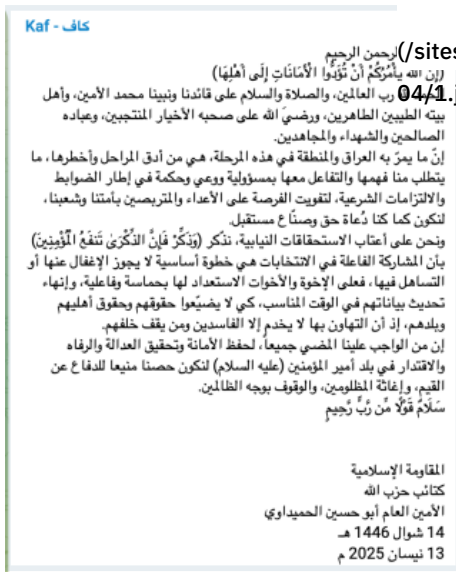 Kaf - كاف
الرحمن الرحيم
(/sites
(إن الله يأمُرُكُمْ أَنْ تُؤَدُّوا الْأَمَانَاتِ إِلَى أَهْلِهَا)
04/1.j
رب العالمين، والصلاة والسلام على قائدنا ونبينا محمد الأمين، وأهل
بيته الطيبين الطاهرين، ورضيَ الله على صحبه الأخيار المنتجبين، وعباده
الصالحين والشهداء والمجاهدين.
إنّ ما يمرّ به العراق والمنطقة في هذه المرحلة، هي من أدق المراحل وأخطرها، ما
يتطلب منا فهمها والتفاعل معها بمسؤولية ووعي وحكمة في إطار الضوابط
والالتزامات الشرعية، لتفويت الفرصة على الأعداء والمتربصين بأمتنا وشعبنا،
لنكون كما كنا دُعاة حق وصنّاع مستقبل.
ونحن على أعتاب الاستحقاقات النيابية، نذّكر (وَذَكِّرْ فَإِنَّ الذِّكْرَىٰ تَنفَعُ الْمُؤْمِنِينَ)
بأن المشاركة الفاعلة في الانتخابات هي خطوة أساسية لا يجوز الإغفال عنها أو
التساهل فيها، فعلى الإخوة والأخوات الاستعداد لها بحماسة وفاعلية، وإنهاء
تحديث بياناتهم في الوقت المناسب، كي لا يضيّعوا حقوقهم وحقوق أهليهم
وبلدهم، إذ أن التهاون بها لا يخدم إلا الفاسدين ومن يقف خلفهم.
إن من الواجب علينا المضي جميعاً، لحفظ الأمانة وتحقيق العدالة والرفاه
والاقتدار في بلد أمير المؤمنين (عليه السلام) لنكون حصنا منيعا للدفاع عن
القيم، وإغاثة المظلومين، والوقوف بوجه الظالمين.
سَلَامٌ قَوْلًا مِّن رَّبٍّ رَّحِيمٍ
المقاومة الإسلامية
كتائب حزب الله
الأمين العام أبو حسين الحميداوي
14 شوال 1446 هـ
13 نيسان 2025 م